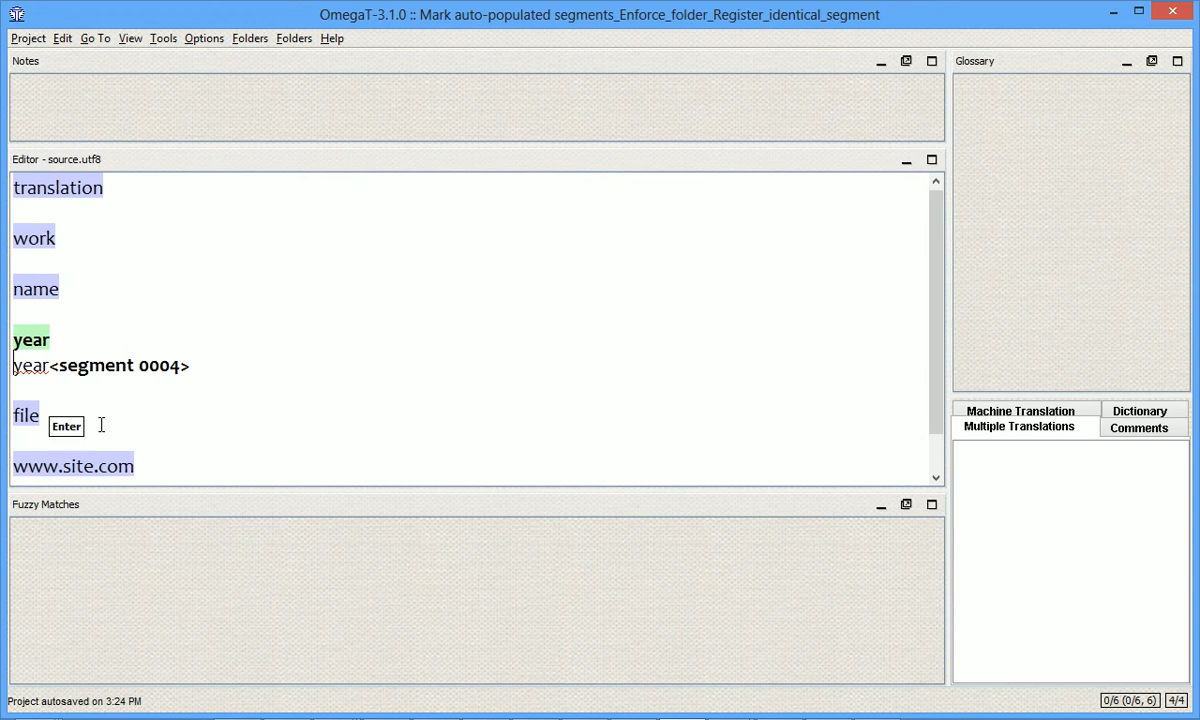 OmegaT-3.1.0 :: Mark auto-populated segments_Enforce_folder_Register_identical_segment
Project Edit Go To View Tools Options Folders Folders Help
Notes
Glossary
Editor - source.utf8
translation
work
name
year
year<segment 0004>
file
Enter
www.site.com
Machine Translation
Dictionary
Multiple Translations
Comments
Fuzzy Matches
Project autosaved on 3:24 PM
0/6 (0/6, 6)
4/4